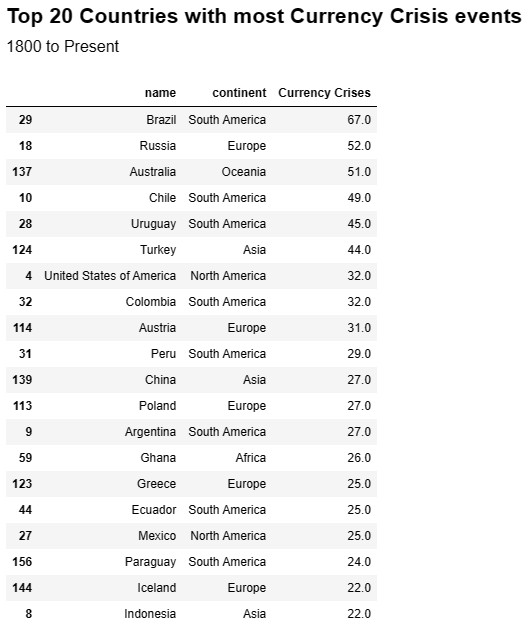 Top 20 Countries with most Currency Crisis events
1800 to Present
name continent Currency Crises
29 Brazil South America 67.0
18 Russia Europe 52.0
137 Australia Oceania 51.0
10 Chile South America 49.0
28 Uruguay South America 45.0
124 Turkey Asia 44.0
4 United States of America North America 32.0
32 Colombia South America 32.0
114 Austria Europe 31.0
31 Peru South America 29.0
139 China Asia 27.0
113 Poland Europe 27.0
9 Argentina South America 27.0
59 Ghana Africa 26.0
123 Greece Europe 25.0
44 Ecuador South America 25.0
27 Mexico North America 25.0
156 Paraguay South America 24.0
144 Iceland Europe 22.0
8 Indonesia Asia 22.0